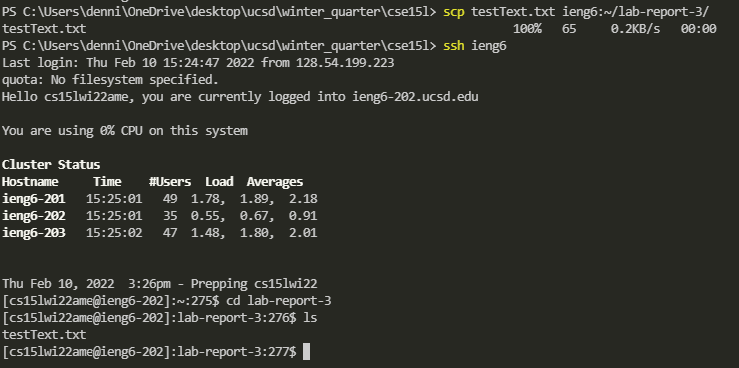 PS C:\Users\denni\OneDrive\desktop\ucsd\winter_quarter\cse15l> scp testText.txt ieng6:~/lab-report-3/
testText.txt 100% 65 0.2KB/s 00:00
PS C:\Users\denni\OneDrive\desktop\ucsd\winter_quarter\cse15l> ssh ieng6
Last login: Thu Feb 10 15:24:47 2022 from 128.54.199.223
quota: No filesystem specified.
Hello cs15lwi22ame, you are currently logged into ieng6-202.ucsd.edu
You are using 0% CPU on this system
Cluster Status
Hostname Time #Users Load Averages
ieng6-201 15:25:01 49 1.78, 1.89, 2.18
ieng6-202 15:25:01 35 0.55, 0.67, 0.91
ieng6-203 15:25:02 47 1.48, 1.80, 2.01
Thu Feb 10, 2022 3:26pm - Prepping cs15lwi22
[cs15lwi22ame@ieng6-202]:~:275$ cd lab-report-3
[cs15lwi22ame@ieng6-202]:lab-report-3:276$ ls
testText.txt
[cs15lwi22ame@ieng6-202]:lab-report-3:277$